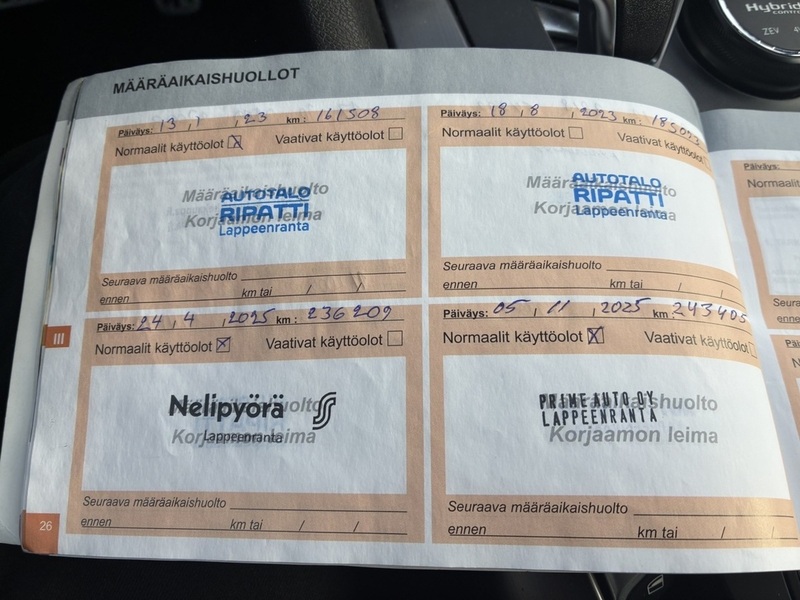 MÄÄRÄAIKAISHUOLLOT
Päiväys: 13 , 1 , 23 km : 161508
Normaalit käyttöolot X Vaativat käyttöolot
Määräaikaishuolto
Korjaamon leima
AUTOTALO
RIPATTI
Lappeenranta
Seuraava määräaikaishuolto
ennen km tai / /
Päiväys: 18 , 8 , 2023 km : 185023
Normaalit käyttöolot Vaativat käyttöolot
Määräaikaishuolto
Korjaamon leima
AUTOTALO
RIPATTI
Lappeenranta
Seuraava määräaikaishuolto
ennen km tai / /
Päiväys: 24 , 4 , 2025 km : 236209
Normaalit käyttöolot X Vaativat käyttöolot
Määräaikaishuolto
Korjaamon leima
Nelipyörä
Lappeenranta
Seuraava määräaikaishuolto
ennen km tai / /
Päiväys: 05 , 11 , 2025 km 243405
Normaalit käyttöolot X Vaativat käyttöolot
Määräaikaishuolto
Korjaamon leima
PRIME AUTO OY
LAPPEENRANTA
Seuraava määräaikaishuolto
ennen km tai / /
III
26
Hybrid
ZEV
Päiväys: